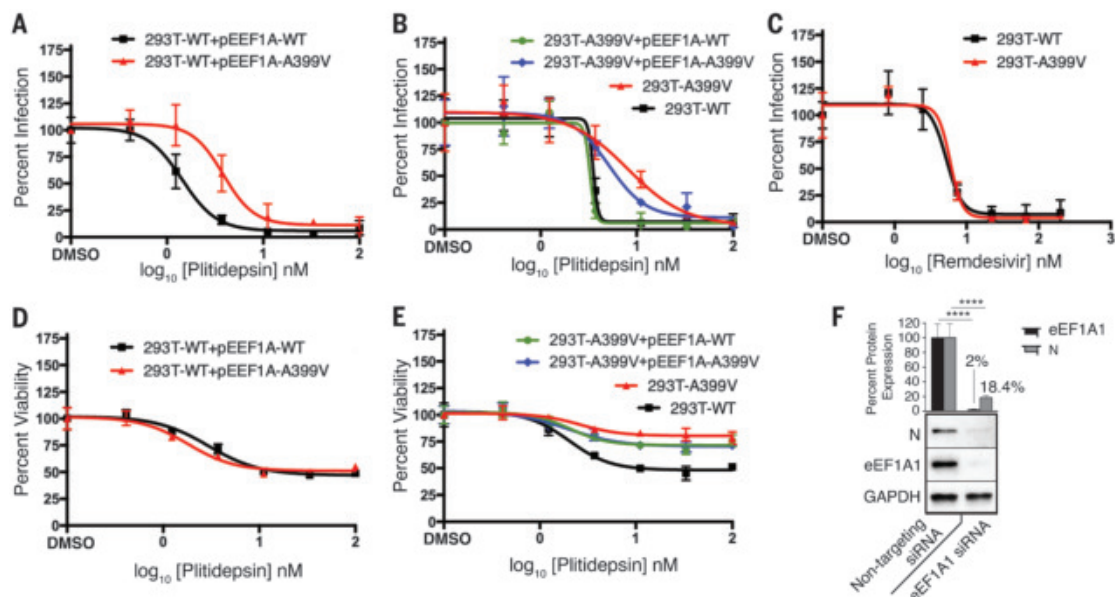 A
293T-WT+pEEF1A-WT
293T-WT+pEEF1A-A399V
Percent Infection
175
150
125
100
75
50
25
0
DMSO
0
1
2
log10 [Plitidepsin] nM
B
293T-A399V+pEEF1A-WT
293T-A399V+pEEF1A-A399V
293T-A399V
293T-WT
Percent Infection
175
150
125
100
75
50
25
0
DMSO
0
1
2
log10 [Plitidepsin] nM
C
293T-WT
293T-A399V
Percent Infection
175
150
125
100
75
50
25
0
DMSO
0
1
2
3
log10 [Remdesivir] nM
D
293T-WT+pEEF1A-WT
293T-WT+pEEF1A-A399V
Percent Viability
175
150
125
100
75
50
25
0
DMSO
0
1
2
log10 [Plitidepsin] nM
E
293T-A399V+pEEF1A-WT
293T-A399V+pEEF1A-A399V
293T-A399V
293T-WT
Percent Viability
175
150
125
100
75
50
25
0
DMSO
0
1
2
log10 [Plitidepsin] nM
F
****
****
eEF1A1
N
Percent Protein
Expression
120
100
80
60
40
20
0
2%
18.4%
N
eEF1A1
GAPDH
Non-targeting
siRNA
eEF1A1 siRNA